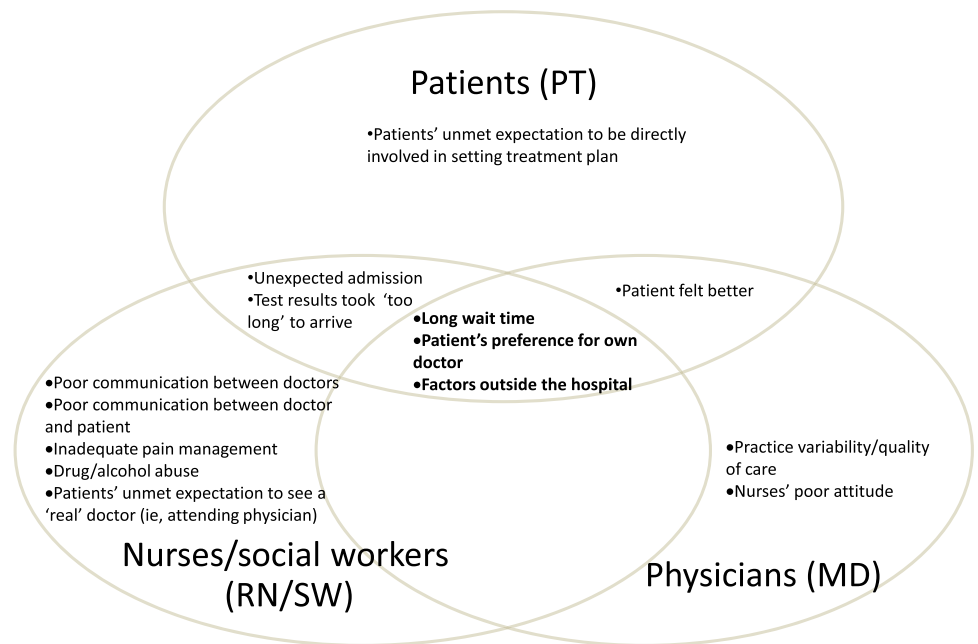 Patients (PT)
•Patients’ unmet expectation to be directly
involved in setting treatment plan
•Unexpected admission
•Test results took ‘too
long’ to arrive
•Patient felt better
•Long wait time
•Patient’s preference for own
doctor
•Factors outside the hospital
•Poor communication between doctors
•Poor communication between doctor
and patient
•Inadequate pain management
•Drug/alcohol abuse
•Patients’ unmet expectation to see a
‘real’ doctor (ie, attending physician)
•Practice variability/quality
of care
•Nurses’ poor attitude
Nurses/social workers
(RN/SW)
Physicians (MD)